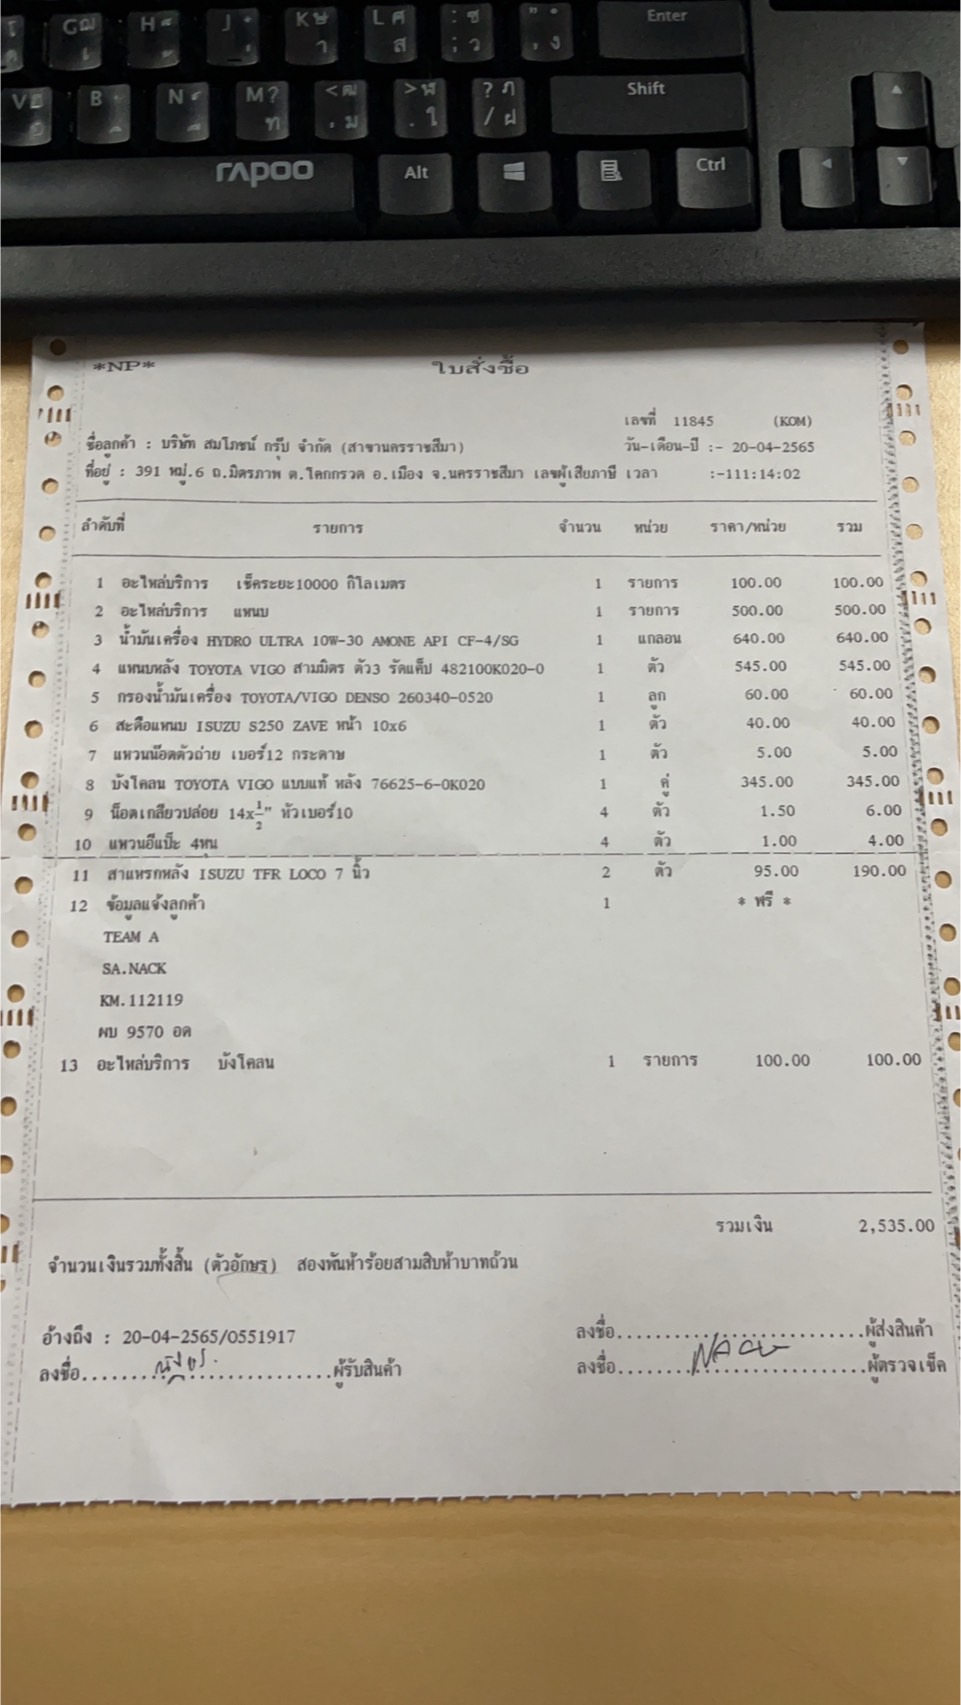 Enter
Shift
rapoo Alt Ctrl
*NP* ใบสั่งซื้อ
เลขที่ 11845 (KOM)
ชื่อลูกค้า : บริษัท สมโภชน์ กรุ๊ป จำกัด (สาขานครราชสีมา) วัน-เดือน-ปี :- 20-04-2565
ที่อยู่ : 391 หมู่.6 ถ.มิตรภาพ ต.โคกกรวด อ.เมือง จ.นครราชสีมา เลขผู้เสียภาษี เวลา :-111:14:02
ลำดับที่ รายการ จำนวน หน่วย ราคา/หน่วย รวม
1 อะไหล่บริการ เช็คระยะ10000 กิโลเมตร 1 รายการ 100.00 100.00
2 อะไหล่บริการ แหนบ 1 รายการ 500.00 500.00
3 น้ำมันเครื่อง HYDRO ULTRA 10W-30 AMONE API CF-4/SG 1 แกลอน 640.00 640.00
4 แหนบหลัง TOYOTA VIGO สามมิตร ตัว3 รัดแค็ป 482100K020-0 1 ตัว 545.00 545.00
5 กรองน้ำมันเครื่อง TOYOTA/VIGO DENSO 260340-0520 1 ลูก 60.00 60.00
6 สะดือแหนบ ISUZU S250 ZAVE หน้า 10x6 1 ตัว 40.00 40.00
7 แหวนน๊อตตัวถ่าย เบอร์12 กระดาษ 1 ตัว 5.00 5.00
8 บังโคลน TOYOTA VIGO แบบแท้ หลัง 76625-6-0K020 1 คู่ 345.00 345.00
9 น็อตเกลียวปล่อย 14x1/2" หัวเบอร์10 4 ตัว 1.50 6.00
10 แหวนอีแป๊ะ 4หุน 4 ตัว 1.00 4.00
11 สาแหรกหลัง ISUZU TFR LOCO 7 นิ้ว 2 ตัว 95.00 190.00
12 ข้อมูลแจ้งลูกค้า 1 * ฟรี *
TEAM A
SA.NACK
KM.112119
ผบ 9570 อด
13 อะไหล่บริการ บังโคลน 1 รายการ 100.00 100.00
รวมเงิน 2,535.00
จำนวนเงินรวมทั้งสิ้น (ตัวอักษร) สองพันห้าร้อยสามสิบห้าบาทถ้วน
อ้างถึง : 20-04-2565/0551917 ลงชื่อ..........................ผู้ส่งสินค้า
ลงชื่อ..........................ผู้รับสินค้า ลงชื่อ..........................ผู้ตรวจเช็ค